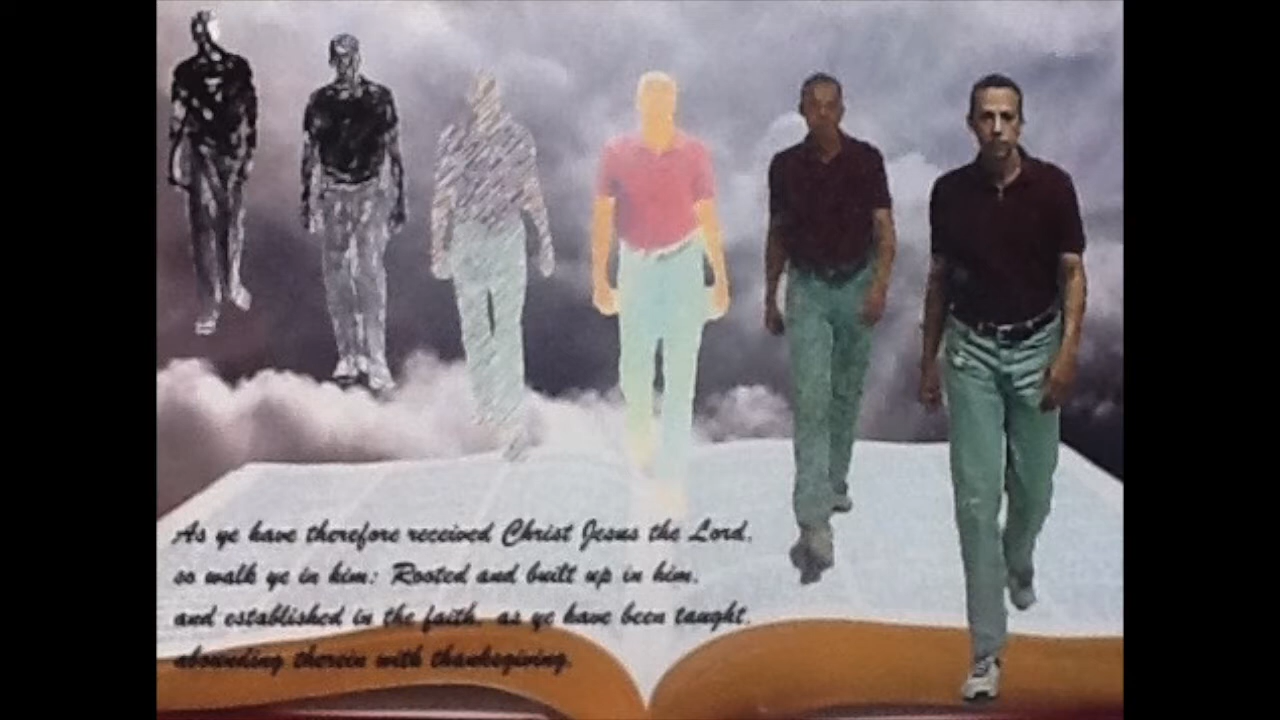 As ye have therefore received Christ Jesus the Lord,
so walk ye in him: Rooted and built up in him,
and established in the faith, as ye have been taught,
abounding therein with thanksgiving.